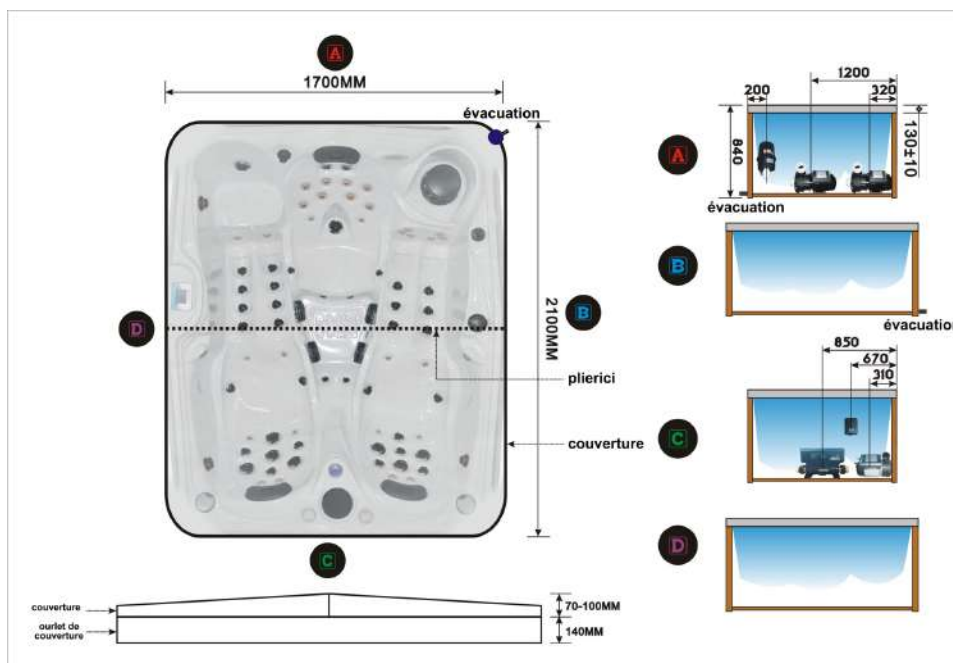 A
1700MM
évacuation
D
B
2100MM
plierici
couverture
C
couverture
70-100MM
ourlet de
couverture
140MM
1200
200
320
A
840
130±10
évacuation
B
évacuation
850
670
310
C
D